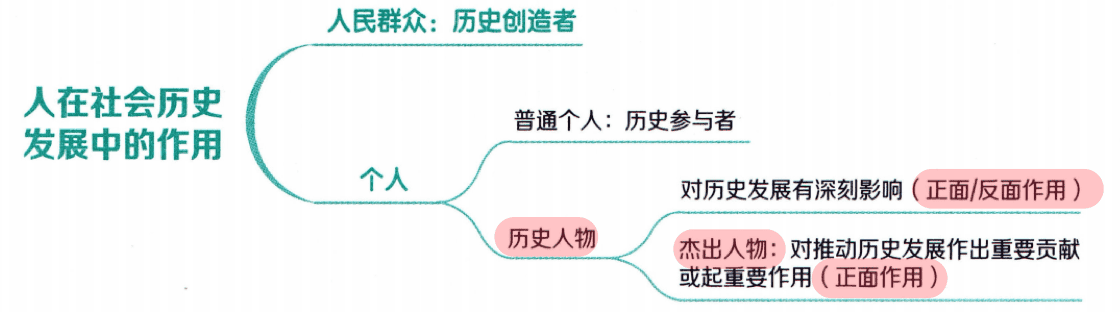 人民群众：历史创造者
人在社会历史
发展中的作用
普通个人：历史参与者
个人
对历史发展有深刻影响（正面/反面作用）
历史人物
杰出人物：对推动历史发展作出重要贡献
或起重要作用（正面作用）